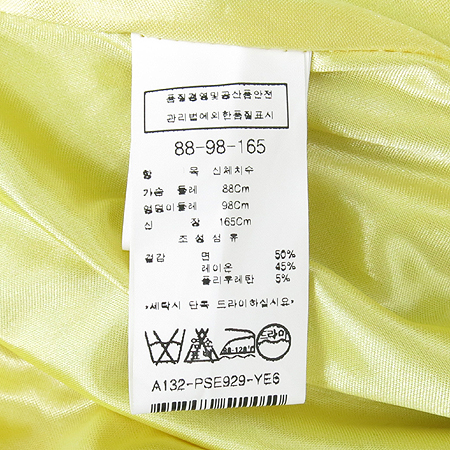 품질경영및공산품안전
관리법에의한품질표시
88-98-165
항 목 신체치수
가슴 둘레 88Cm
엉덩이둘레 98Cm
신 장 165Cm
조성섬유
겉감 면 50%
레이온 45%
폴리우레탄 5%
<세탁시 단독 드라이하십시요>
드라이
A132-PSE929-YE6